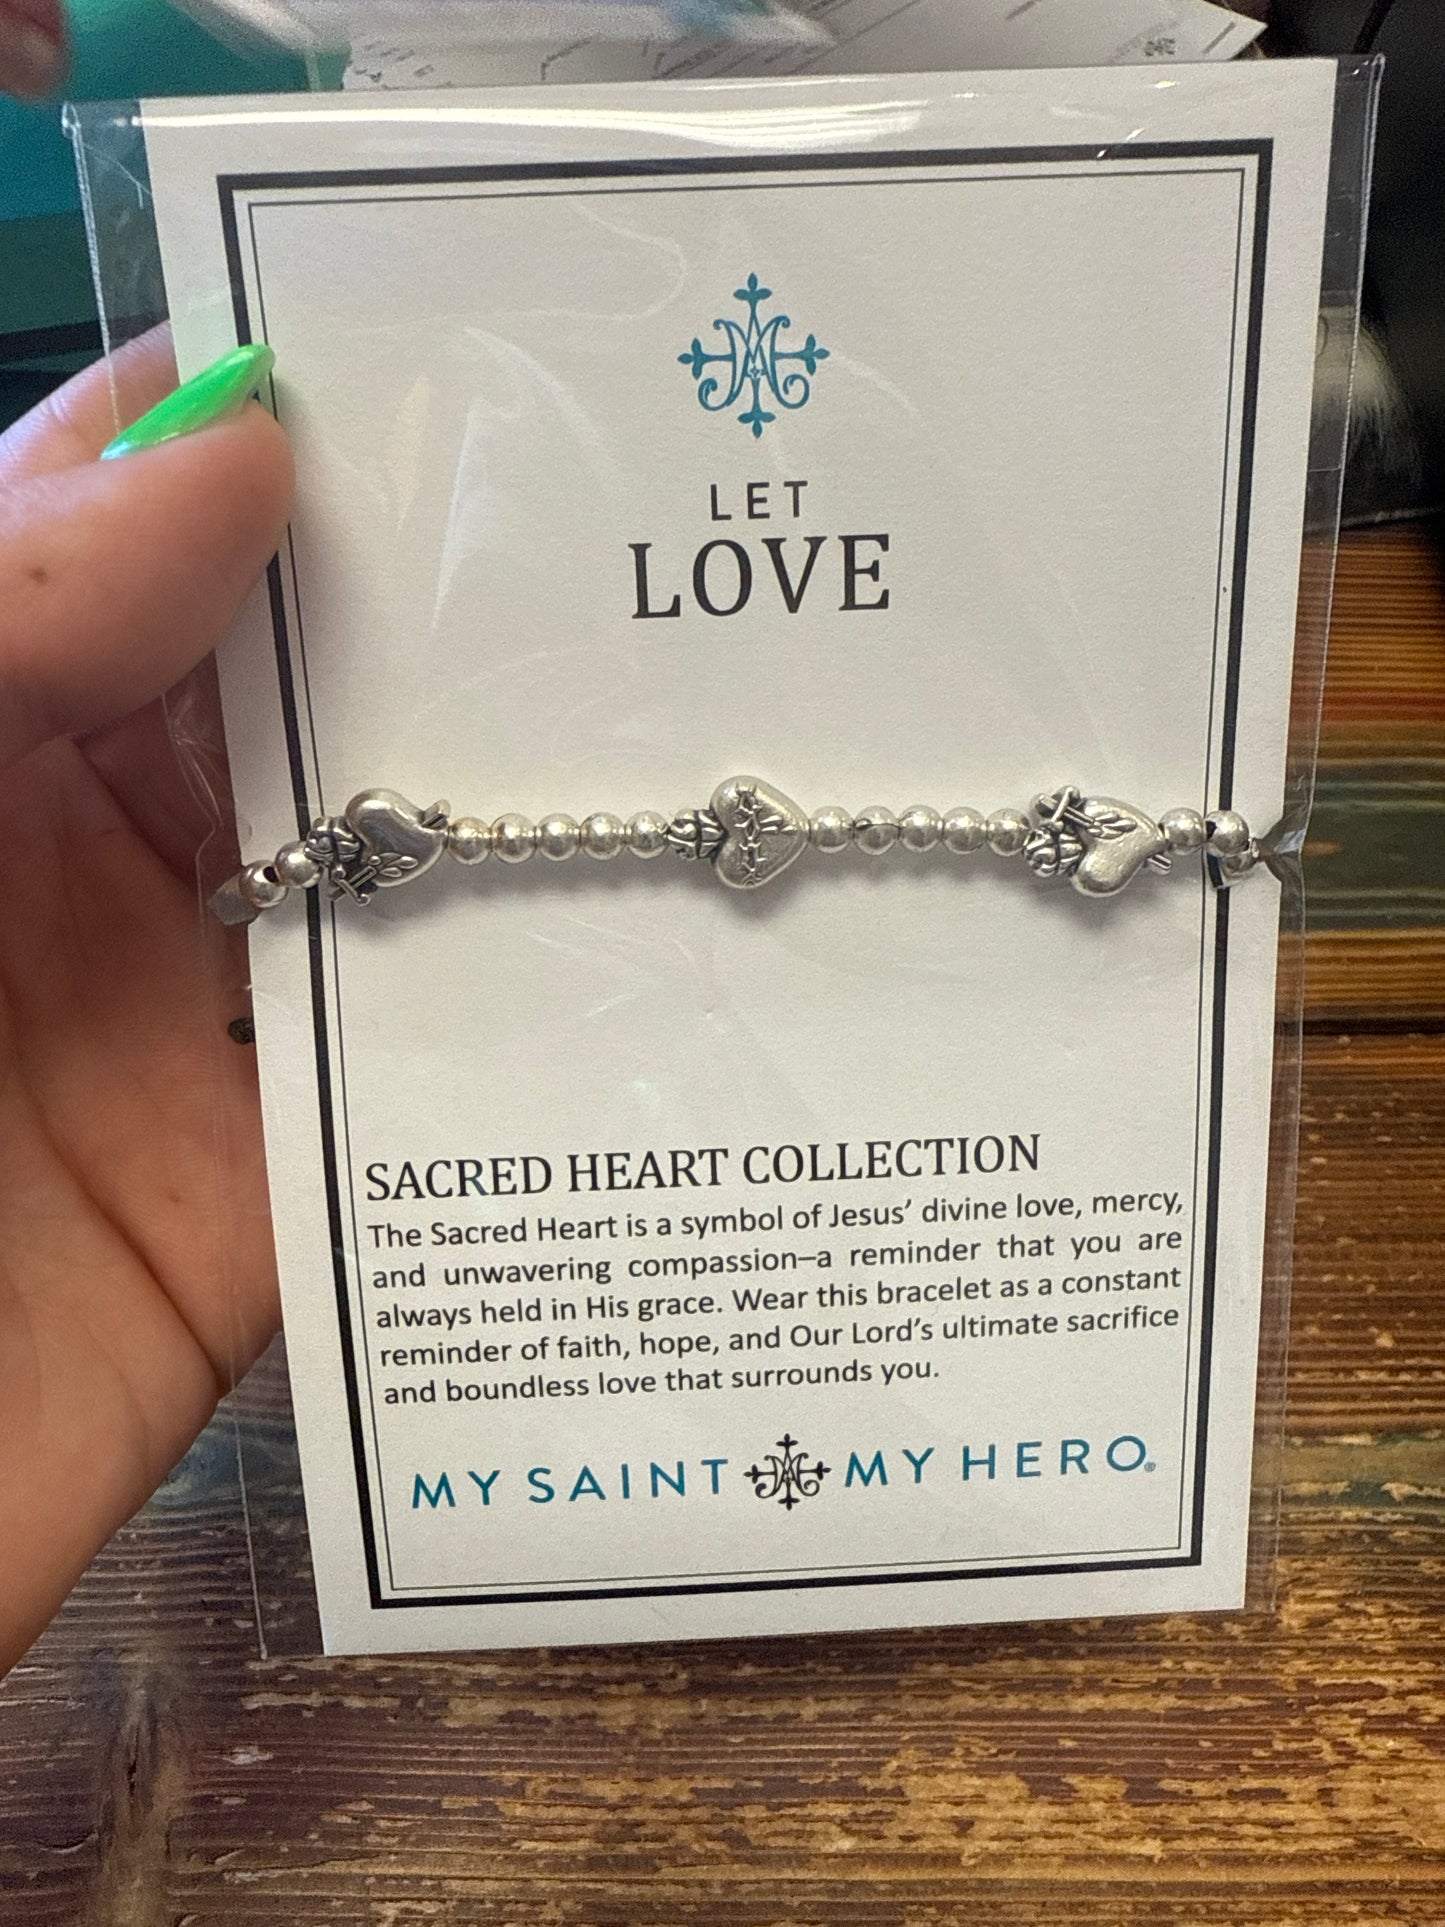 LET
LOVE
SACRED HEART COLLECTION
The Sacred Heart is a symbol of Jesus’ divine love, mercy,
and unwavering compassion–a reminder that you are
always held in His grace. Wear this bracelet as a constant
reminder of faith, hope, and Our Lord’s ultimate sacrifice
and boundless love that surrounds you.
MY SAINT MY HERO®